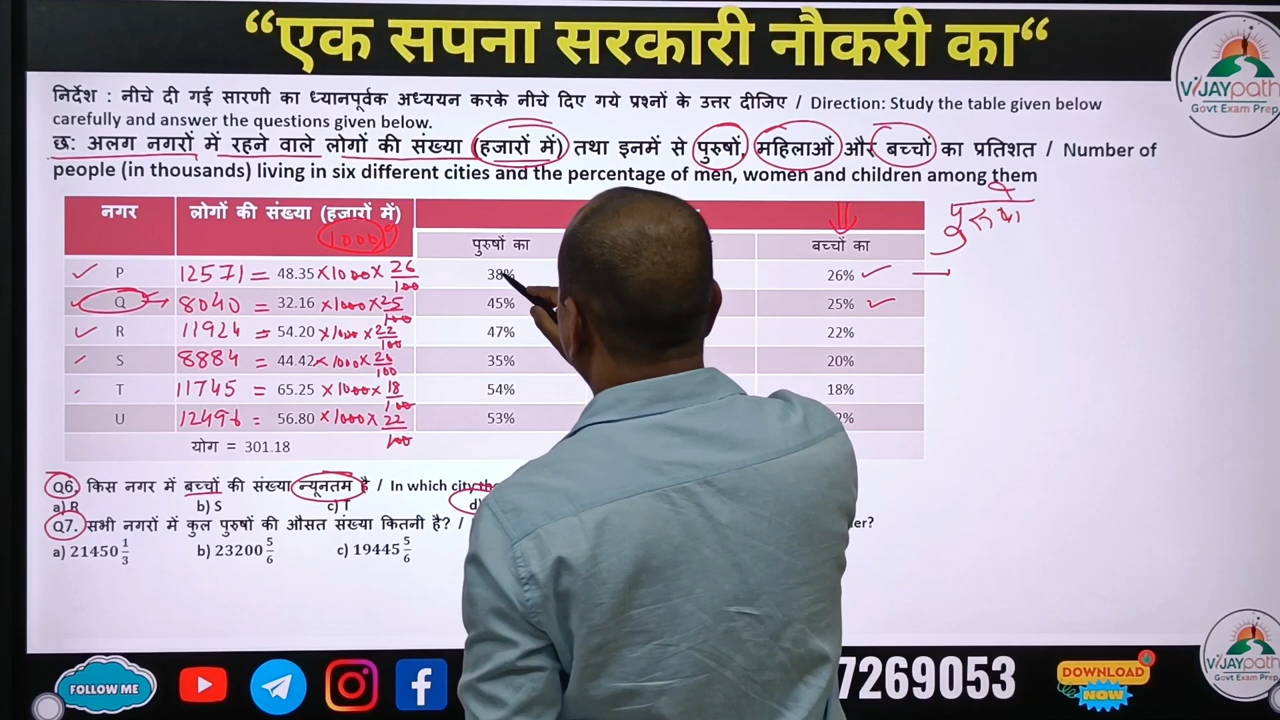 “एक सपना सरकारी नौकरी का“
VIJAYpath
Govt Exam Prep
निर्देश : नीचे दी गई सारणी का ध्यानपूर्वक अध्ययन करके नीचे दिए गये प्रश्नों के उत्तर दीजिए / Direction: Study the table given below
carefully and answer the questions given below.
छ: अलग नगरों में रहने वाले लोगों की संख्या (हजारों में) तथा इनमें से पुरुषों, महिलाओं और बच्चों का प्रतिशत / Number of
people (in thousands) living in six different cities and the percentage of men, women and children among them
नगर लोगों की संख्या (हजारों में)
1000
पुरुषों का बच्चों का
P 12571 = 48.35 ×1000× 26/100 38% 26%
Q 8040 = 32.16 ×1000×25/100 45% 25%
R 11924 = 54.20 ×1000×22/100 47% 22%
S 8884 = 44.42 ×1000× /100 35% 20%
T 11745 = 65.25 ×1000×18/100 54% 18%
U 12496 = 56.80 ×1000×22/100 53% 2%
योग = 301.18
Q6. किस नगर में बच्चों की संख्या न्यूनतम है / In which city
a) R b) S c) T d)
Q7. सभी नगरों में कुल पुरुषों की औसत संख्या कितनी है? / er?
a) 21450 1/3 b) 23200 5/6 c) 19445 5/6
FOLLOW ME
7269053
DOWNLOAD
NOW
VIJAYpath
Govt Exam Prep